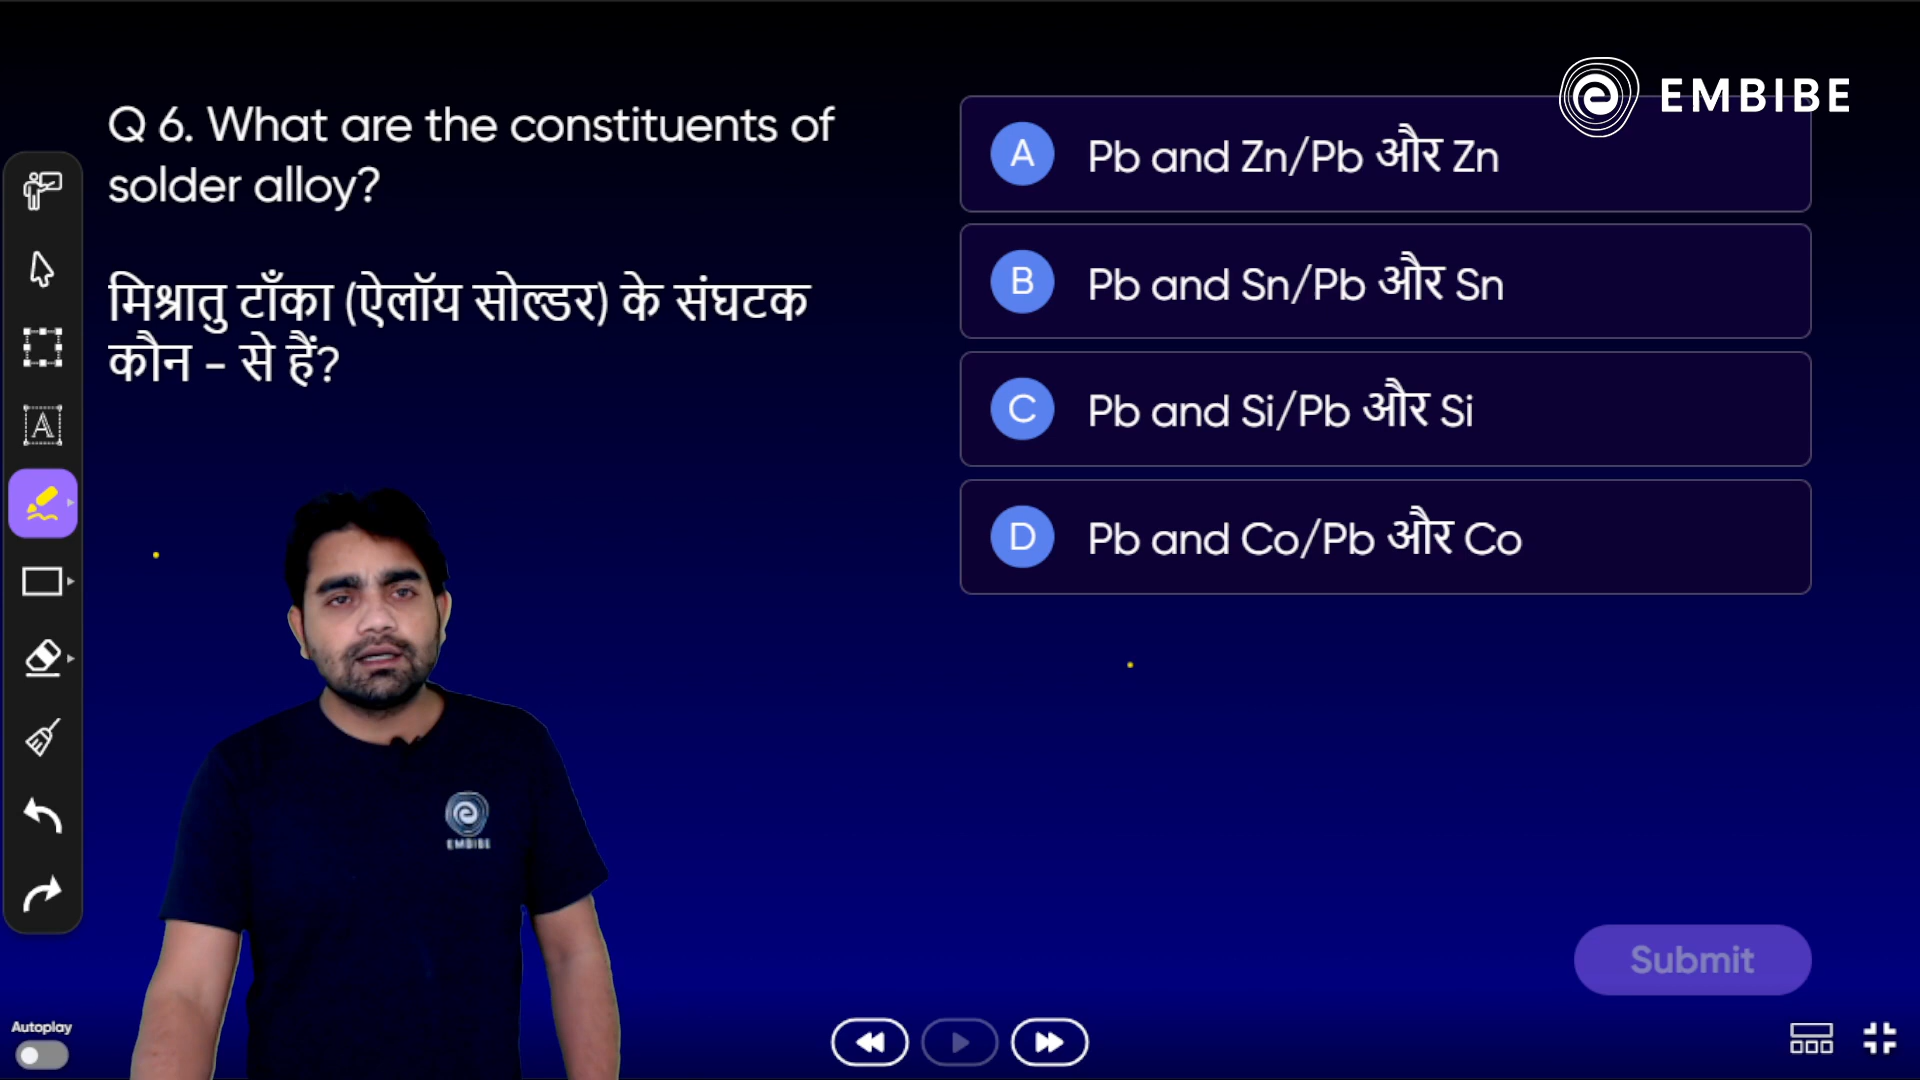 EMBIBE
Q 6. What are the constituents of
solder alloy?
मिश्रातु टाँका (ऐलॉय सोल्डर) के संघटक
कौन - से हैं?
A Pb and Zn/Pb और Zn
B Pb and Sn/Pb और Sn
C Pb and Si/Pb और Si
D Pb and Co/Pb और Co
A
EMBIBE
Submit
Autoplay